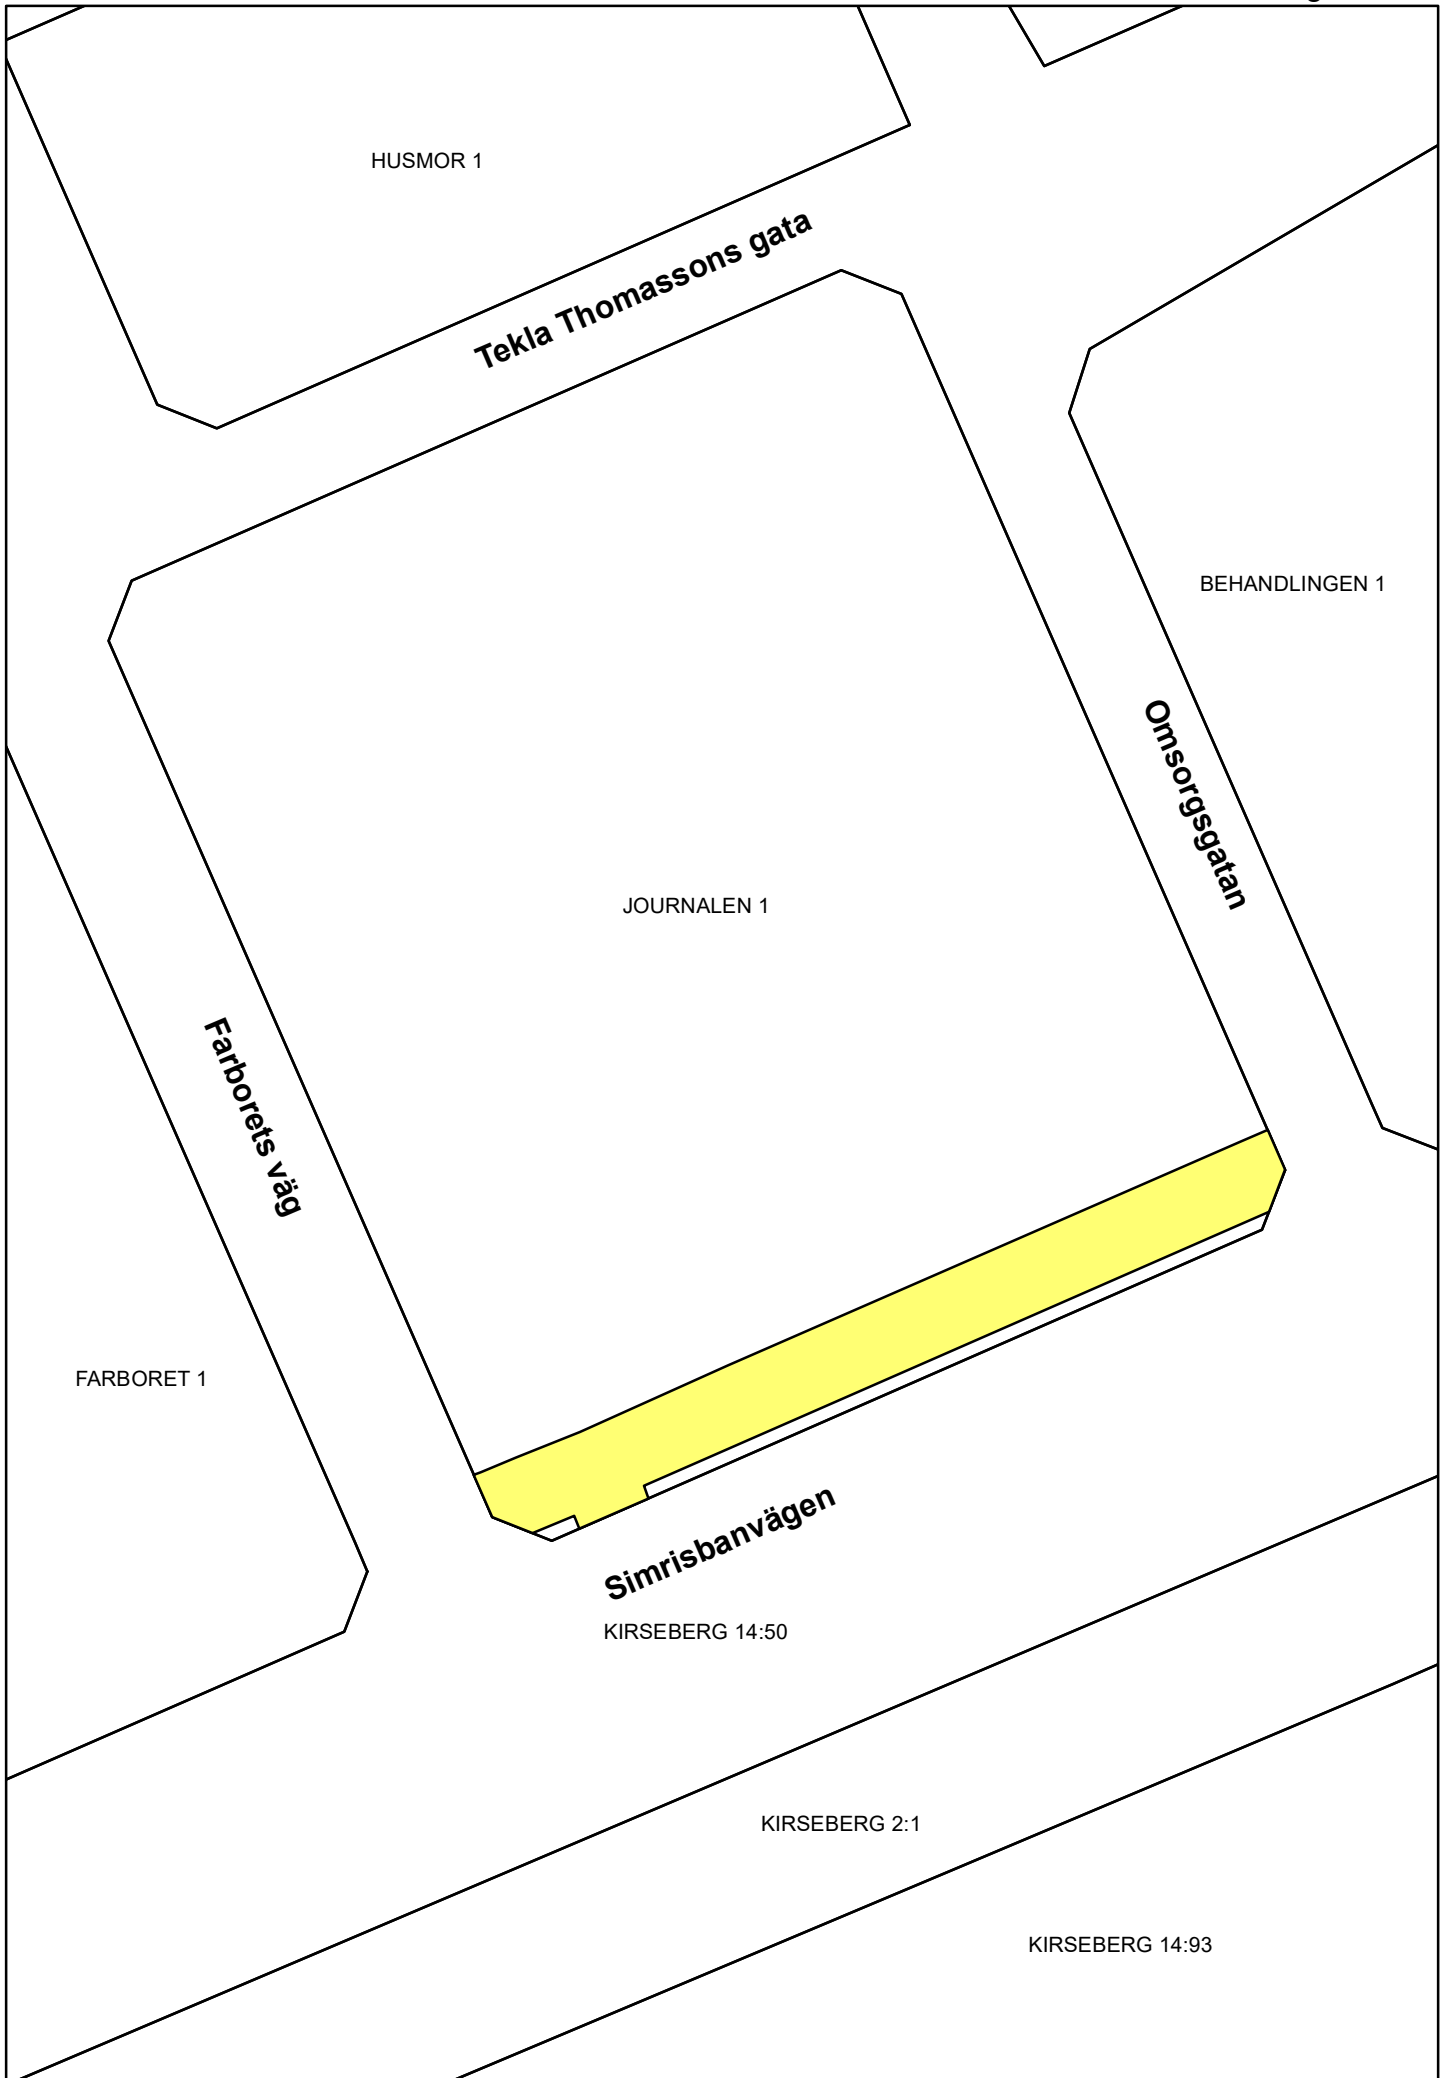 HUSMOR 1
Tekla Thomassons gata
BEHANDLINGEN 1
Omsorgsgatan
JOURNALEN 1
Farborets väg
FARBORET 1
Simrisbanvägen
KIRSEBERG 14:50
KIRSEBERG 2:1
KIRSEBERG 14:93